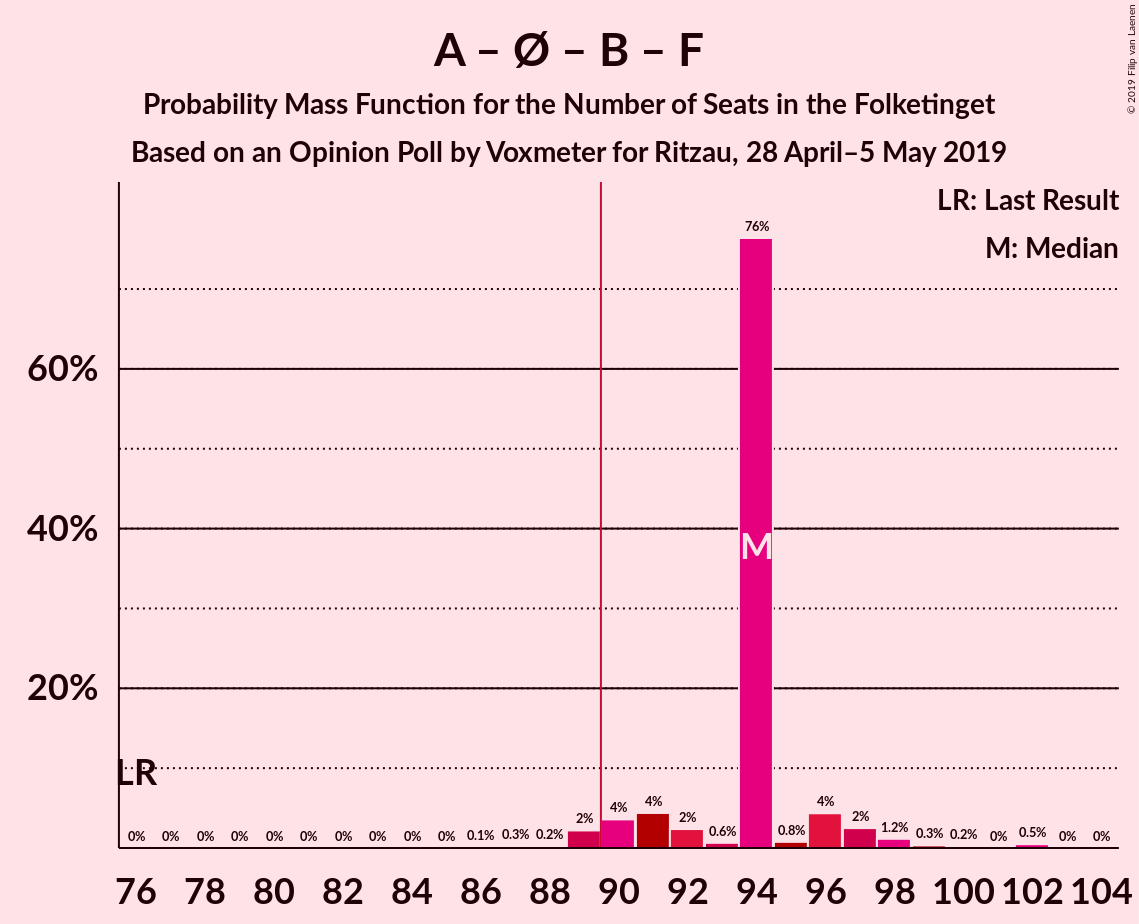 A – Ø – B – F
Probability Mass Function for the Number of Seats in the Folketinget
Based on an Opinion Poll by Voxmeter for Ritzau, 28 April–5 May 2019
© 2019 Filip van Laenen
LR: Last Result
M: Median
76%
60%
40%
M
20%
LR
0% 0% 0% 0% 0% 0% 0% 0% 0% 0% 0.1% 0.3% 0.2% 2% 4% 4% 2% 0.6% 0.8% 4% 2% 1.2% 0.3% 0.2% 0% 0.5% 0% 0%
76 78 80 82 84 86 88 90 92 94 96 98 100 102 104